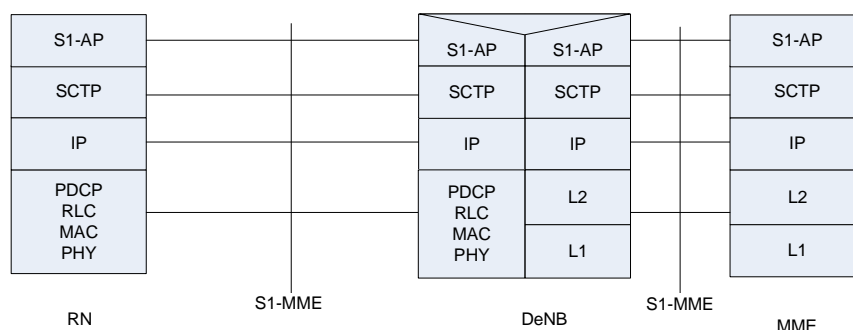 S1-AP
SCTP
IP
PDCP
RLC
MAC
PHY
RN
S1-MME
S1-AP
S1-AP
SCTP
SCTP
IP
IP
PDCP
RLC
MAC
PHY
L2
L1
DeNB
S1-MME
S1-AP
SCTP
IP
L2
L1
MME